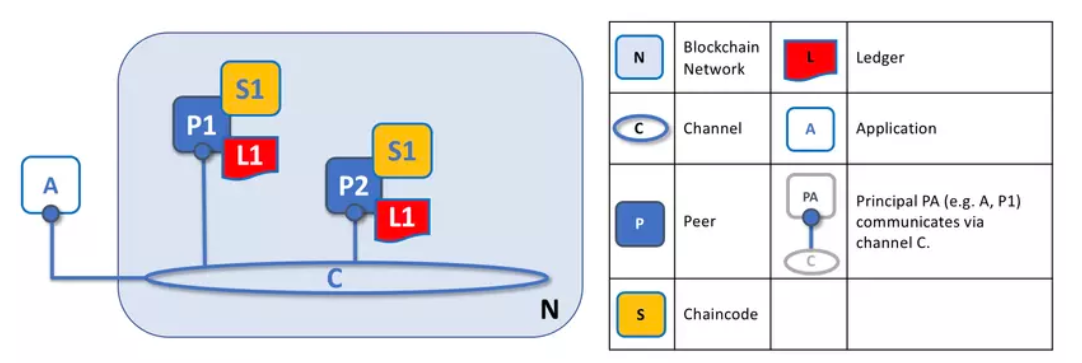 S1
P1
L1
S1
P2
L1
A
C
N
N
Blockchain
Network
L
Ledger
C
Channel
A
Application
P
Peer
PA
C
Principal PA (e.g. A, P1)
communicates via
channel C.
S
Chaincode